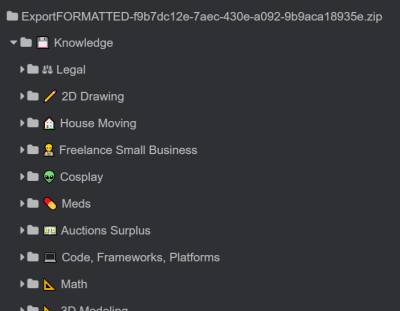 ExportFORMATTED-f9b7dc12e-7aec-430e-a092-9b9aca18935e.zip
Knowledge
Legal
2D Drawing
House Moving
Freelance Small Business
Cosplay
Meds
Auctions Surplus
Code, Frameworks, Platforms
Math
3D Modeling